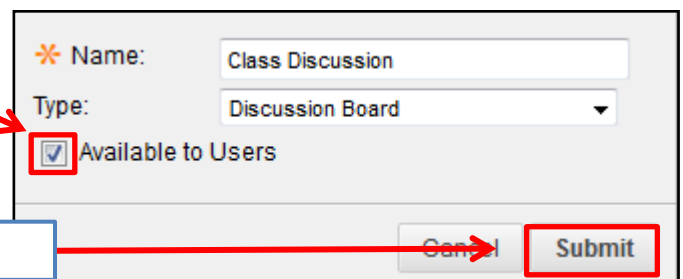 * Name: Class Discussion
Type: Discussion Board
Available to Users
Cancel Submit